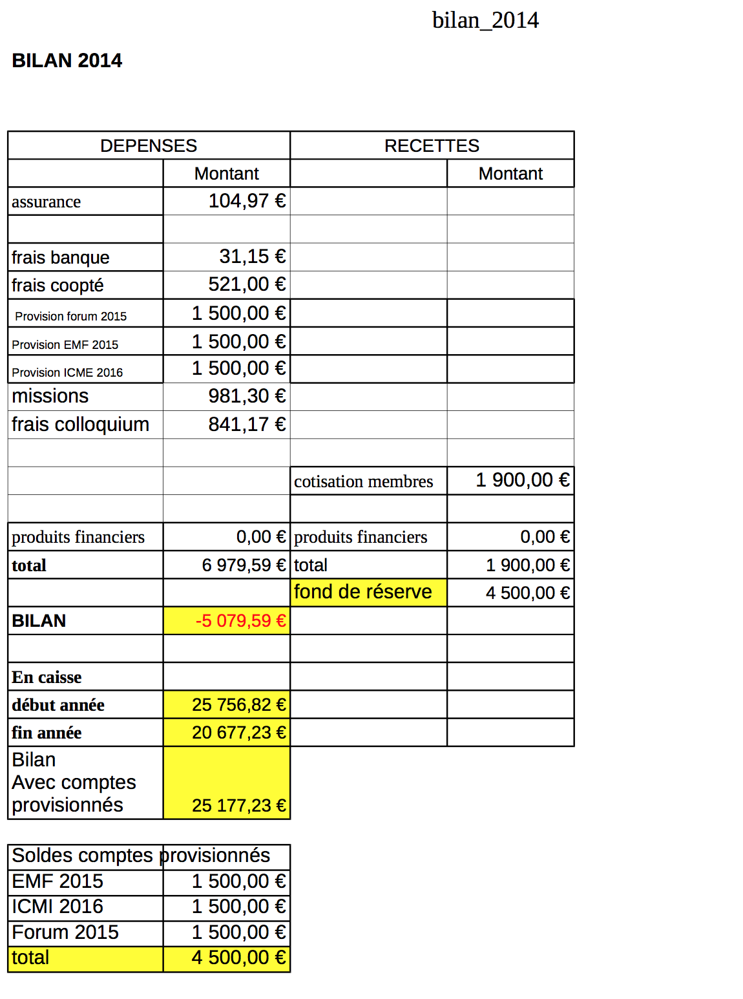 bilan_2014
BILAN 2014
DEPENSES RECETTES
Montant Montant
assurance 104,97 €
frais banque 31,15 €
frais coopté 521,00 €
Provision forum 2015 1 500,00 €
Provision EMF 2015 1 500,00 €
Provision ICME 2016 1 500,00 €
missions 981,30 €
frais colloquium 841,17 €
cotisation membres 1 900,00 €
produits financiers 0,00 € produits financiers 0,00 €
total 6 979,59 € total 1 900,00 €
fond de réserve 4 500,00 €
BILAN -5 079,59 €
En caisse
début année 25 756,82 €
fin année 20 677,23 €
Bilan
Avec comptes
provisionnés 25 177,23 €
Soldes comptes provisionnés
EMF 2015 1 500,00 €
ICMI 2016 1 500,00 €
Forum 2015 1 500,00 €
total 4 500,00 €